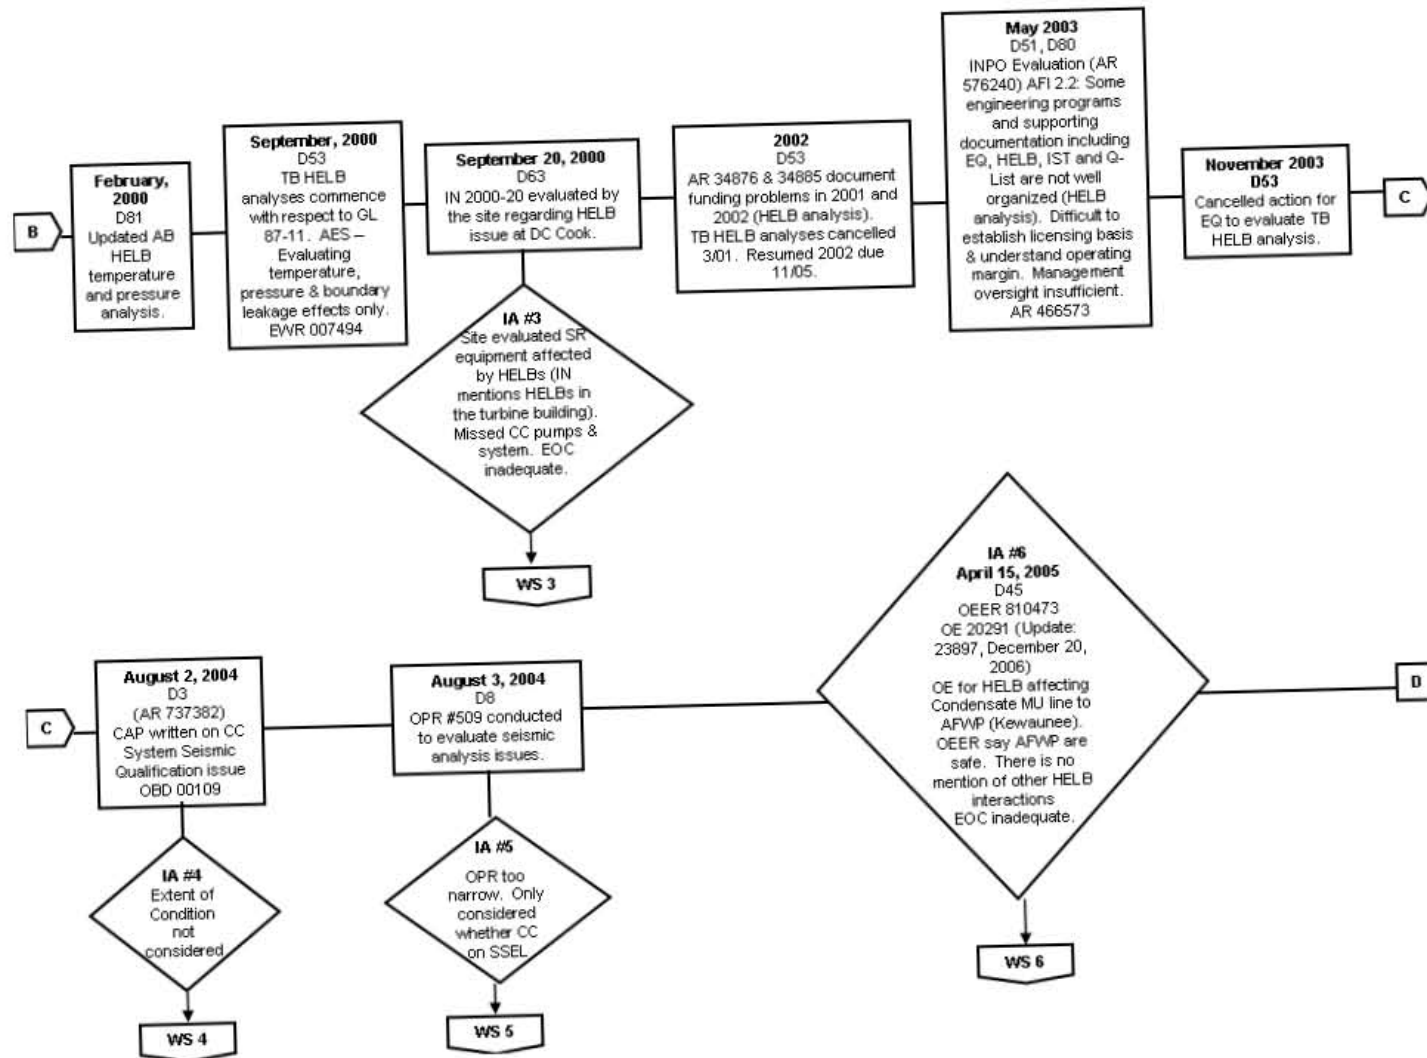 B
February,
2000
D81
Updated AB
HELB
temperature
and pressure
analysis.
September, 2000
D53
TB HELB
analyses commence
with respect to GL
87-11. AES –
Evaluating
temperature,
pressure & boundary
leakage effects only.
EWR 007494
September 20, 2000
D63
IN 2000-20 evaluated by
the site regarding HELB
issue at DC Cook.
IA #3
Site evaluated SR
equipment affected
by HELBs (IN
mentions HELBs in
the turbine building).
Missed CC pumps &
system. EOC
inadequate.
WS 3
2002
D53
AR 34876 & 34885 document
funding problems in 2001 and
2002 (HELB analysis).
TB HELB analyses cancelled
3/01. Resumed 2002 due
11/05.
May 2003
D51, D80
INPO Evaluation (AR
576240) AFI 2.2: Some
engineering programs
and supporting
documentation including
EQ, HELB, IST and Q-
List are not well
organized (HELB
analysis). Difficult to
establish licensing basis
& understand operating
margin. Management
oversight insufficient.
AR 466573
November 2003
D53
Cancelled action for
EQ to evaluate TB
HELB analysis.
C
C
August 2, 2004
D3
(AR 737382)
CAP written on CC
System Seismic
Qualification issue
OBD 00109
IA #4
Extent of
Condition
not
considered
WS 4
August 3, 2004
D8
OPR #509 conducted
to evaluate seismic
analysis issues.
IA #5
OPR too
narrow. Only
considered
whether CC
on SSEL
WS 5
IA #6
April 15, 2005
D45
OEER 810473
OE 20291 (Update:
23897, December 20,
2006)
OE for HELB affecting
Condensate MU line to
AFWP (Kewaunee).
OEER say AFWP are
safe. There is no
mention of other HELB
interactions
EOC inadequate.
WS 6
D